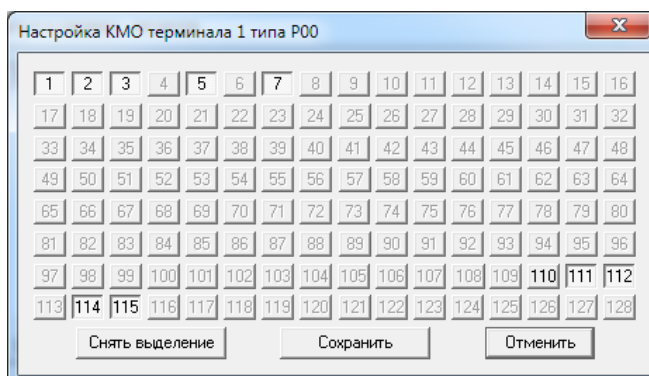 Настройка КМО терминала 1 типа P00
1 2 3 4 5 6 7 8 9 10 11 12 13 14 15 16
17 18 19 20 21 22 23 24 25 26 27 28 29 30 31 32
33 34 35 36 37 38 39 40 41 42 43 44 45 46 47 48
49 50 51 52 53 54 55 56 57 58 59 60 61 62 63 64
65 66 67 68 69 70 71 72 73 74 75 76 77 78 79 80
81 82 83 84 85 86 87 88 89 90 91 92 93 94 95 96
97 98 99 100 101 102 103 104 105 106 107 108 109 110 111 112
113 114 115 116 117 118 119 120 121 122 123 124 125 126 127 128
Снять выделение Сохранить Отменить